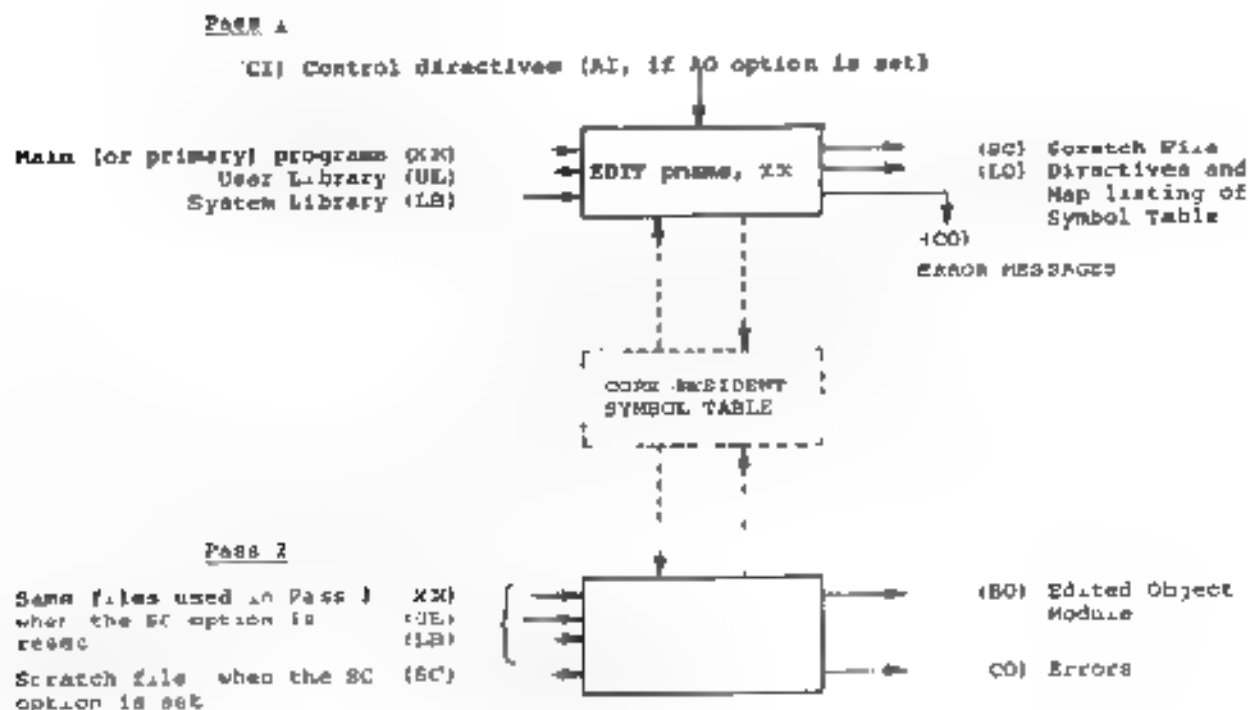 Pass 1
(CI) Control directives (AI, if AO option is set)
Main (or primary) programs (XX)
User Library (UL)
System Library (LB)
EDIT pname, XX
(SC) Scratch File
(LO) Directives and
Map listing of
Symbol Table
(CO)
ERROR MESSAGES
CORE RESIDENT
SYMBOL TABLE
Pass 2
Same files used in Pass 1 XX)
when the SC option is (UL)
reset (LB)
Scratch file when the SC (SC)
option is set
(BO) Edited Object
Module
CO) Errors